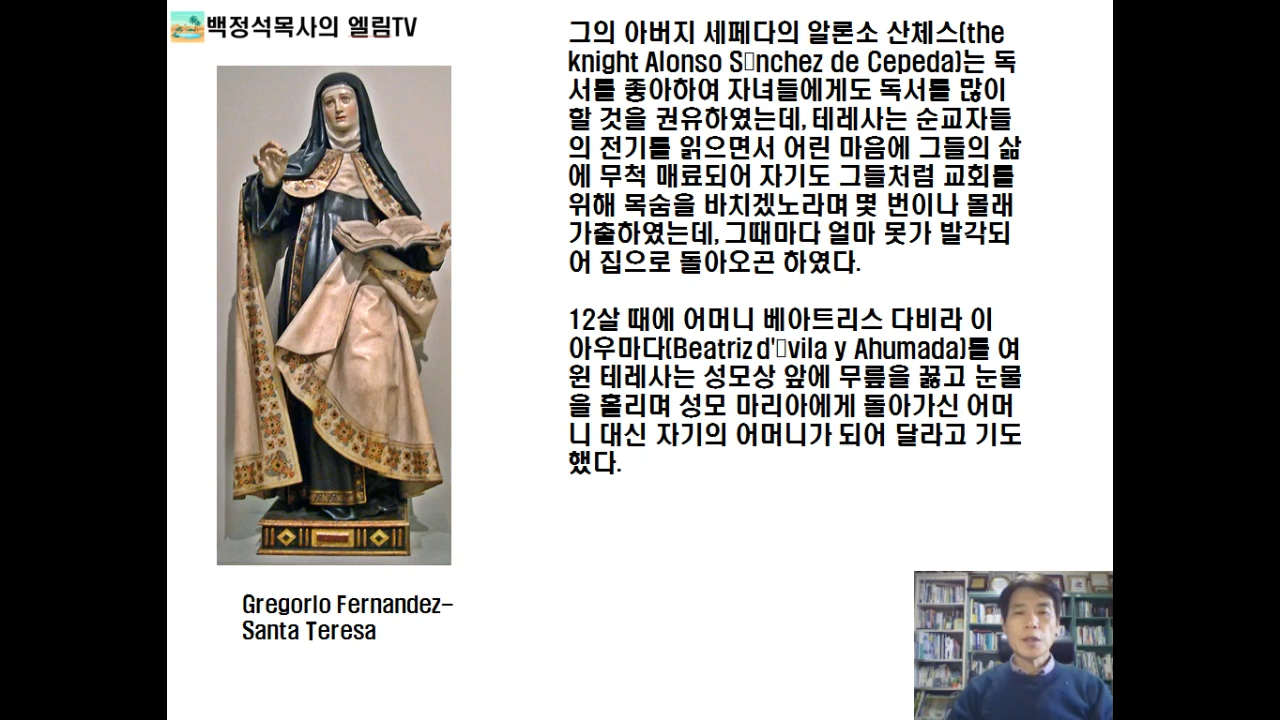 백정석목사의 엘림TV
그의 아버지 세페다의 알론소 산체스(the
knight Alonso S□nchez de Cepeda)는 독
서를 좋아하여 자녀들에게도 독서를 많이
할 것을 권유하였는데, 테레사는 순교자들
의 전기를 읽으면서 어린 마음에 그들의 삶
에 무척 매료되어 자기도 그들처럼 교회를
위해 목숨을 바치겠노라며 몇 번이나 몰래
가출하였는데, 그때마다 얼마 못가 발각되
어 집으로 돌아오곤 하였다.
12살 때에 어머니 베아트리스 다비라 이
아우마다(Beatriz d'□vila y Ahumada)를 여
윈 테레사는 성모상 앞에 무릎을 꿇고 눈물
을 흘리며 성모 마리아에게 돌아가신 어머
니 대신 자기의 어머니가 되어 달라고 기도
했다.
Gregorio Fernandez-
Santa Teresa